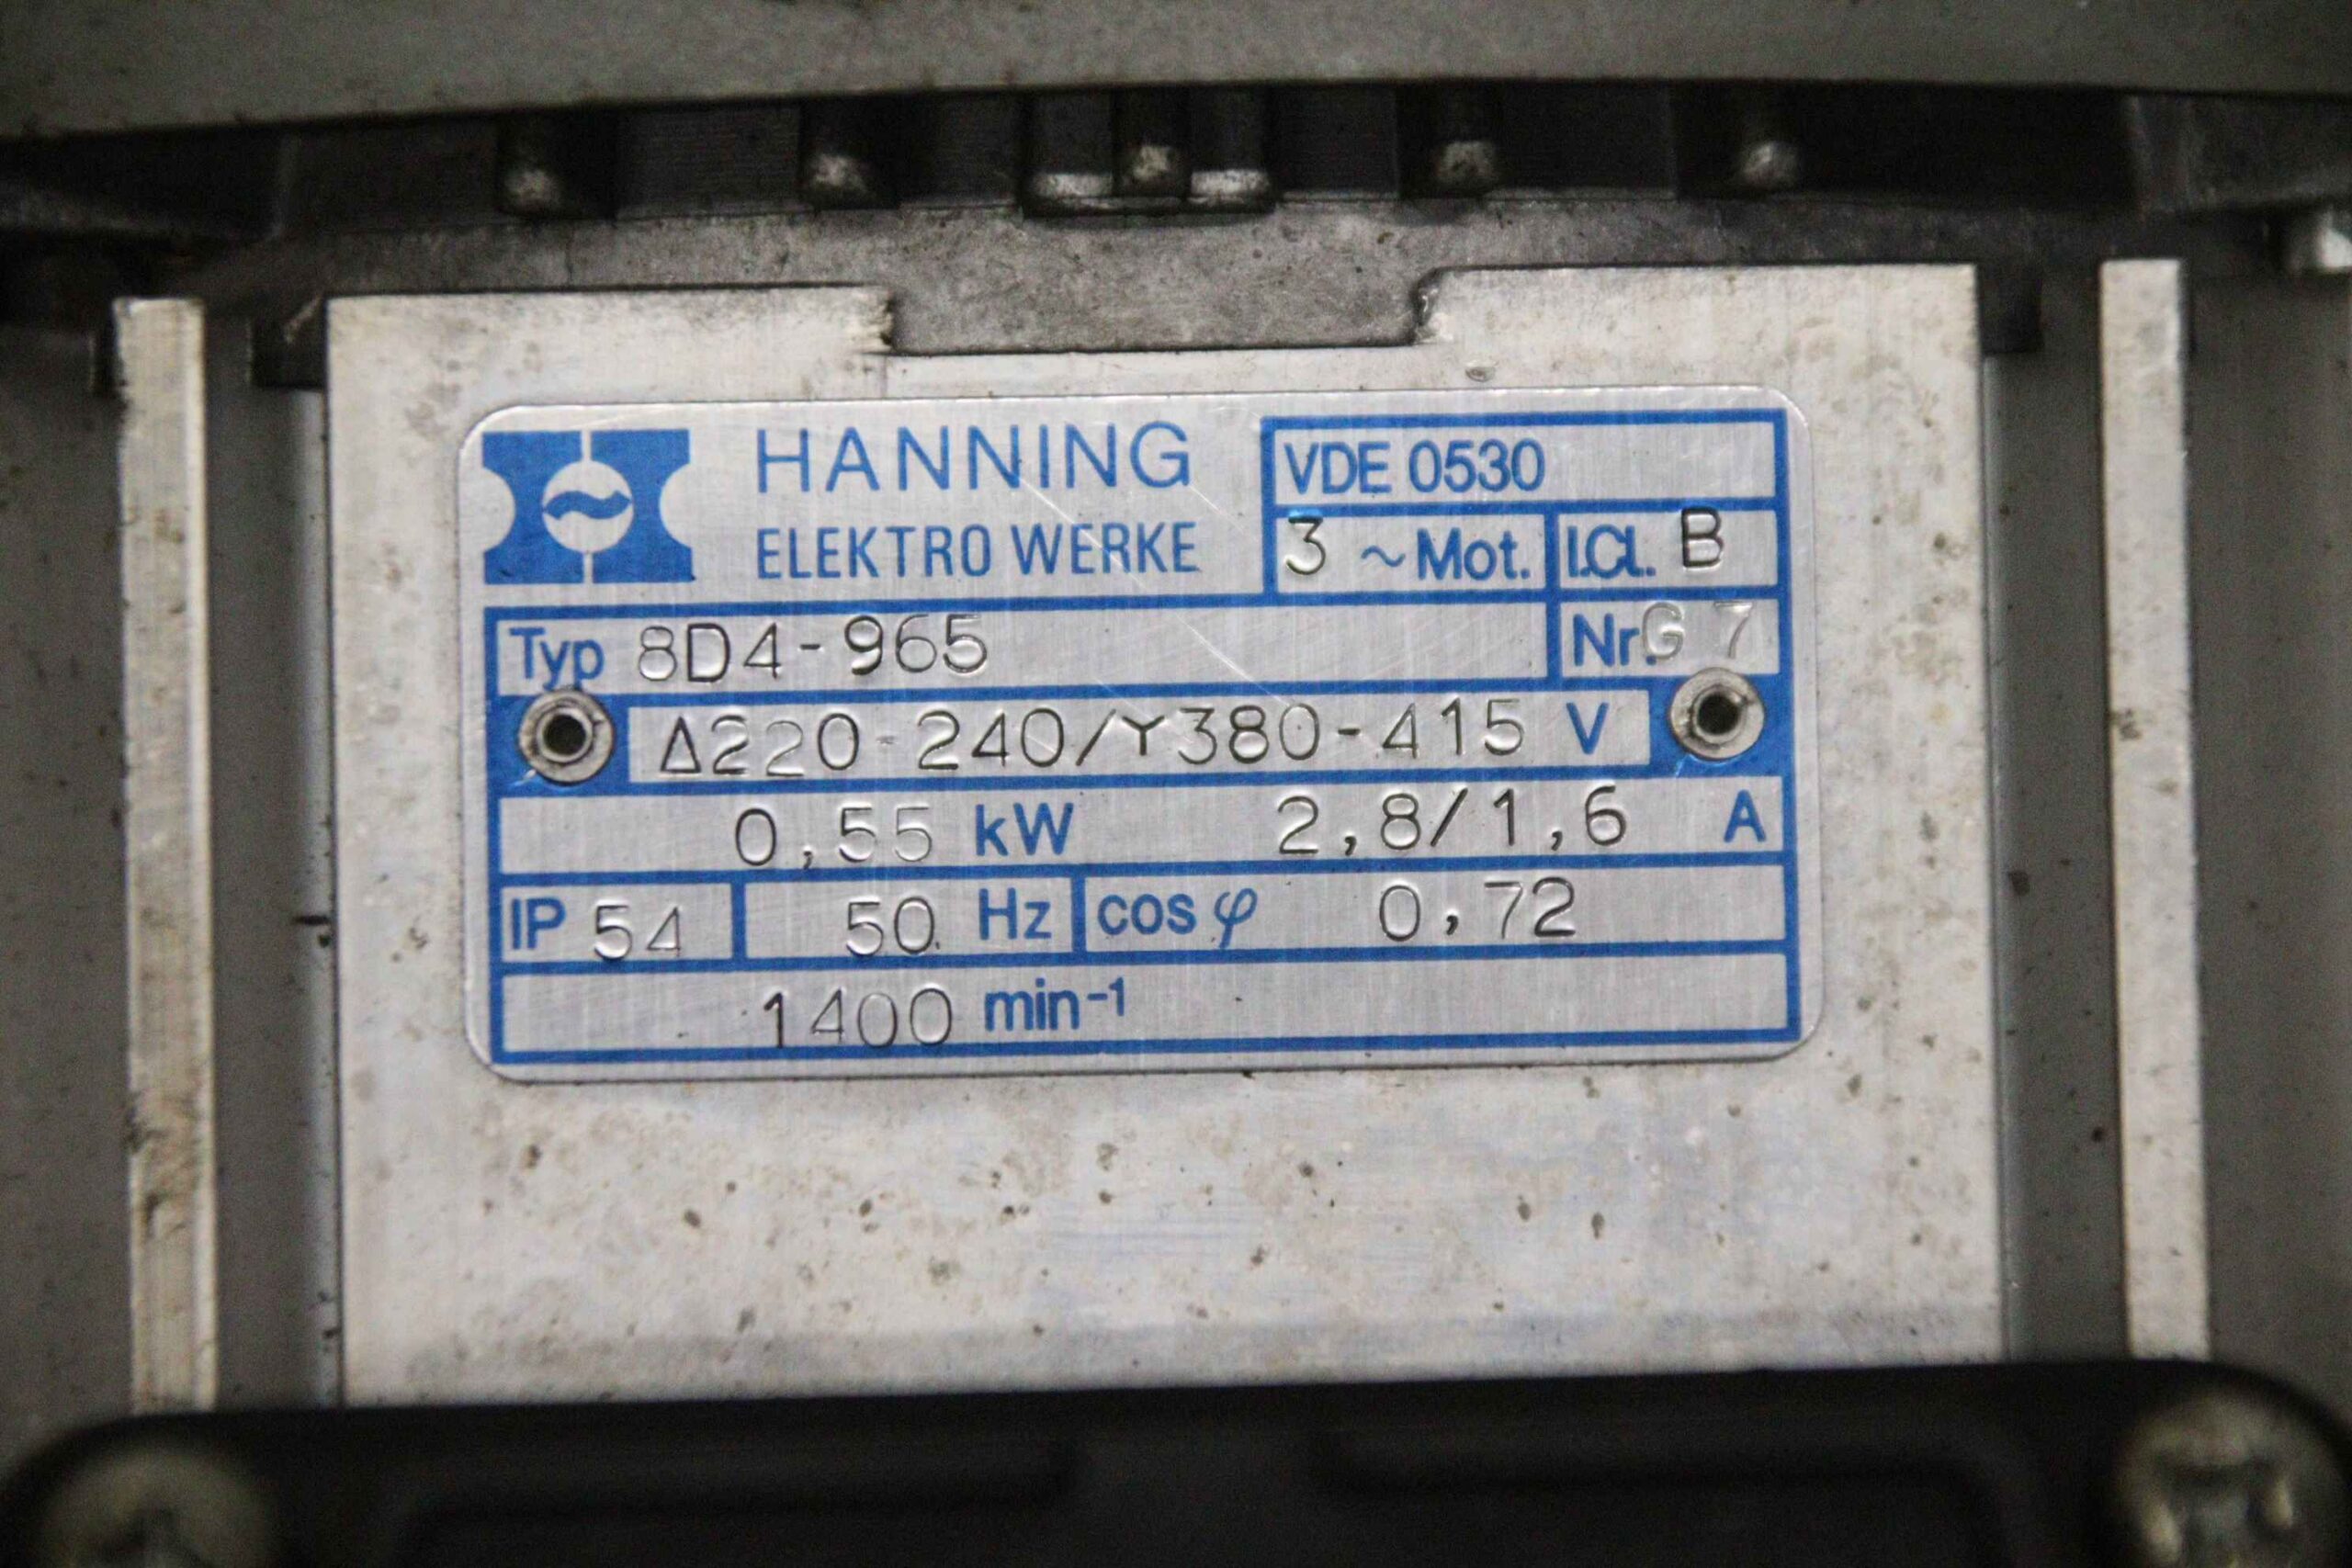 HANNING
ELEKTRO WERKE
VDE 0530
3 ~ Mot. I.Cl. B
Typ 8D4-965 Nr. G 7
Δ220-240/Y380-415 V
0,55 kW 2,8/1,6 A
IP 54 50 Hz cos φ 0,72
1400 min-1